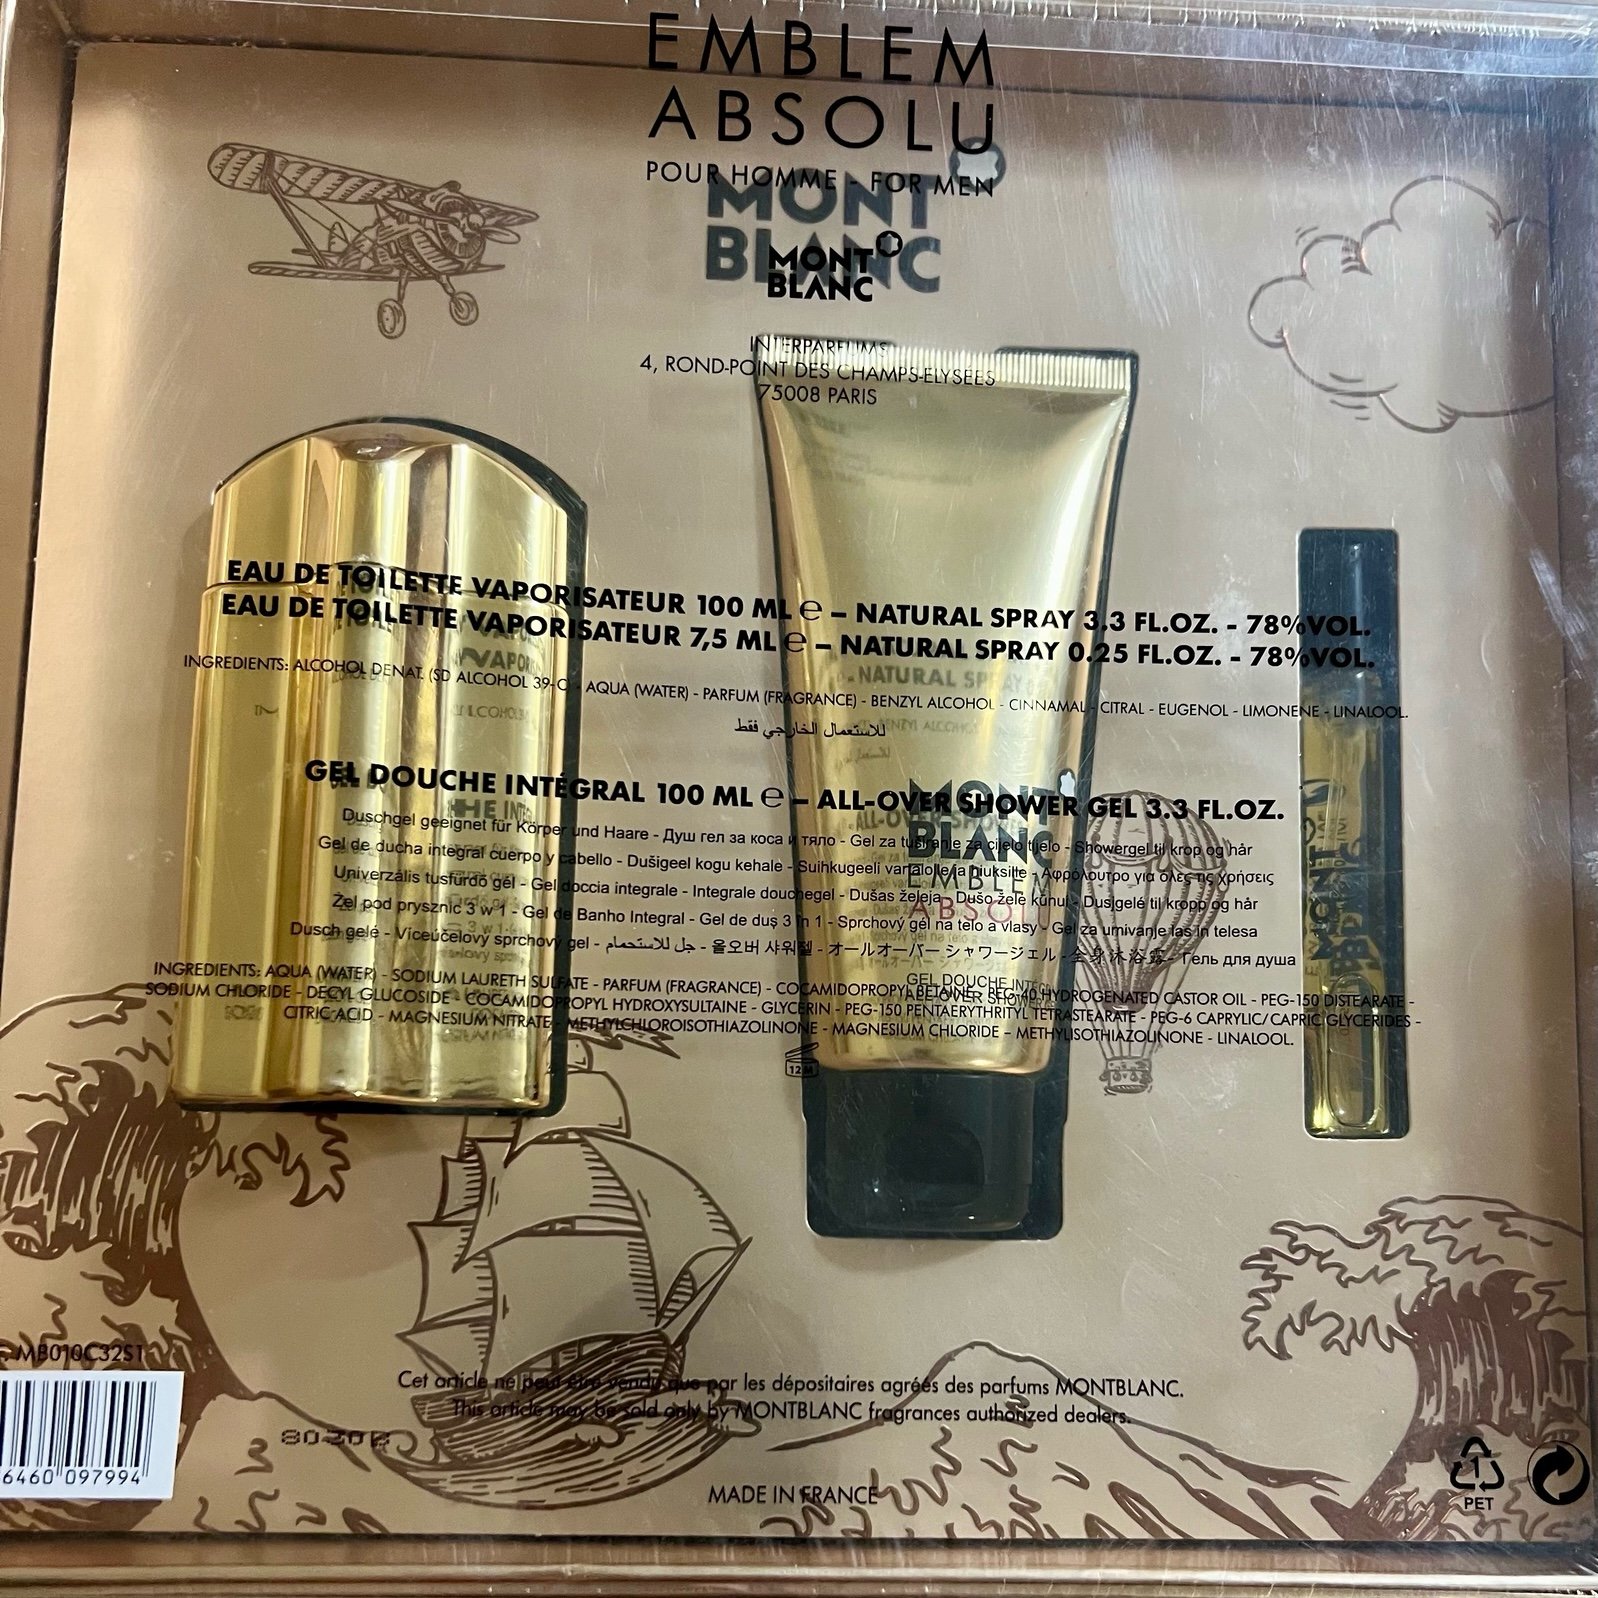 EMBLEM
ABSOLU
POUR HOMME - FOR MEN
MONT
BLANC
MONT
BLANC
INTERPARFUMS
4, ROND-POINT DES CHAMPS-ELYSÉES
75008 PARIS
EAU DE TOILETTE VAPORISATEUR 100 ML ℮ – NATURAL SPRAY 3.3 FL.OZ. - 78%VOL.
EAU DE TOILETTE VAPORISATEUR 7,5 ML ℮ – NATURAL SPRAY 0.25 FL.OZ. - 78%VOL.
INGREDIENTS: ALCOHOL DENAT. (SD ALCOHOL 39-C) - AQUA (WATER) - PARFUM (FRAGRANCE) - BENZYL ALCOHOL - CINNAMAL - CITRAL - EUGENOL - LIMONENE - LINALOOL.
للاستعمال الخارجي فقط
GEL DOUCHE INTÉGRAL 100 ML ℮ – ALL-OVER SHOWER GEL 3.3 FL.OZ.
Duschgel geeignet für Körper und Haare - Душ гел за коса и тяло - Gel za tuširanje za cijelo tijelo - Showergel til krop og hår
Gel de ducha integral cuerpo y cabello - Dušigeel kogu kehale - Suihkugeeli vartalolle ja hiuksille - Αφρόλουτρο για όλες τις χρήσεις
Univerzális tusfürdő gél - Gel doccia integrale - Integrale douchegel - Dušas želeja - Dušo želė kūnui - Dusjgelé til kropp og hår
Żel pod prysznic 3 w 1 - Gel de Banho Integral - Gel de duş 3 în 1 - Sprchový gél na telo a vlasy - Gel za umivanje las in telesa
Dusch gelé - Víceúčelový sprchový gel - جل للاستحمام - 올오버 샤워젤 - オールオーバー シャワージェル - 全身沐浴露 - Гель для душа
INGREDIENTS: AQUA (WATER) - SODIUM LAURETH SULFATE - PARFUM (FRAGRANCE) - COCAMIDOPROPYL BETAINE - PEG-40 HYDROGENATED CASTOR OIL - PEG-150 DISTEARATE -
SODIUM CHLORIDE - DECYL GLUCOSIDE - COCAMIDOPROPYL HYDROXYSULTAINE - GLYCERIN - PEG-150 PENTAERYTHRITYL TETRASTEARATE - PEG-6 CAPRYLIC/CAPRIC GLYCERIDES -
CITRIC ACID - MAGNESIUM NITRATE - METHYLCHLOROISOTHIAZOLINONE - MAGNESIUM CHLORIDE – METHYLISOTHIAZOLINONE - LINALOOL.
12M
MONT
BLANC
EMBLEM
ABSOLU
GEL DOUCHE
ALL-OVER SHOWER
MONT
MB010C32S1
6460 097994
Cet article ne peut être vendu que par les dépositaires agréés des parfums MONTBLANC.
This article may be sold only by MONTBLANC fragrances authorized dealers.
MADE IN FRANCE
1
PET